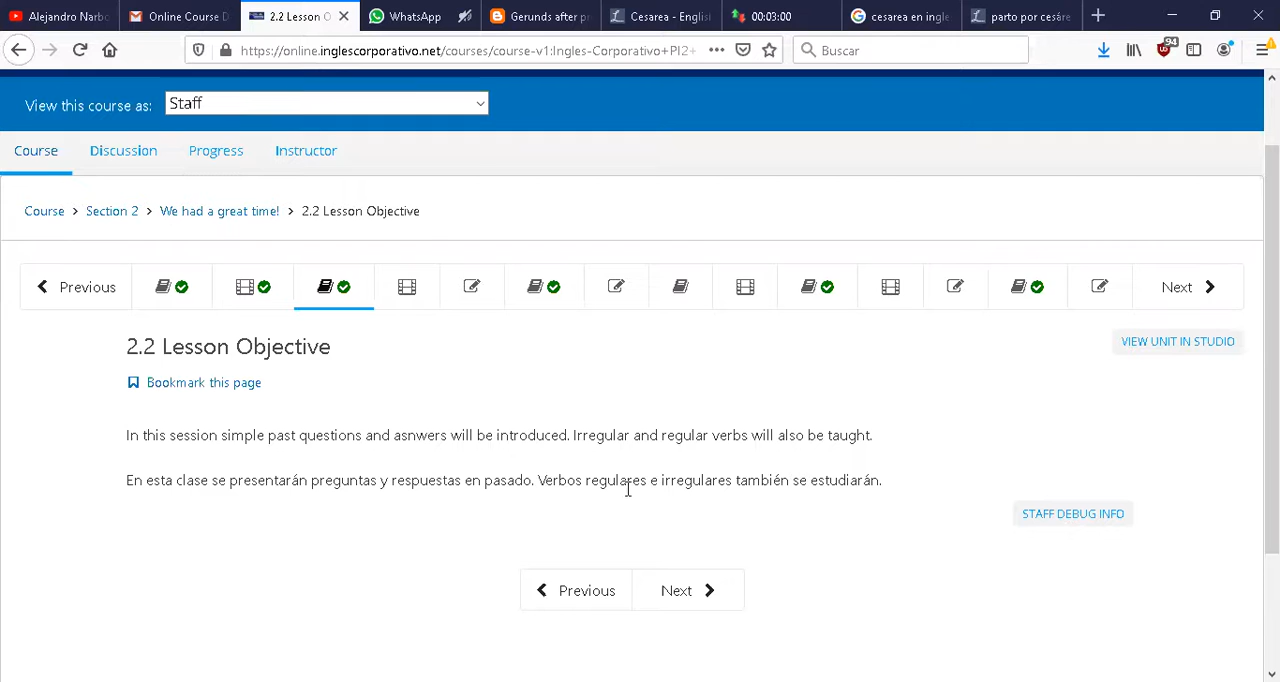 Alejandro Narbo
Online Course D
2.2 Lesson O
WhatsApp
Gerunds after pr
Cesarea - Englis
00:03:00
cesarea en ingle
parto por cesáre
https://online.inglescorporativo.net/courses/course-v1:Ingles-Corporativo+PI2+
Buscar
94
View this course as: Staff
Course Discussion Progress Instructor
Course > Section 2 > We had a great time! > 2.2 Lesson Objective
Previous
Next
2.2 Lesson Objective
VIEW UNIT IN STUDIO
Bookmark this page
In this session simple past questions and asnwers will be introduced. Irregular and regular verbs will also be taught.
En esta clase se presentarán preguntas y respuestas en pasado. Verbos regulares e irregulares también se estudiarán.
STAFF DEBUG INFO
Previous
Next